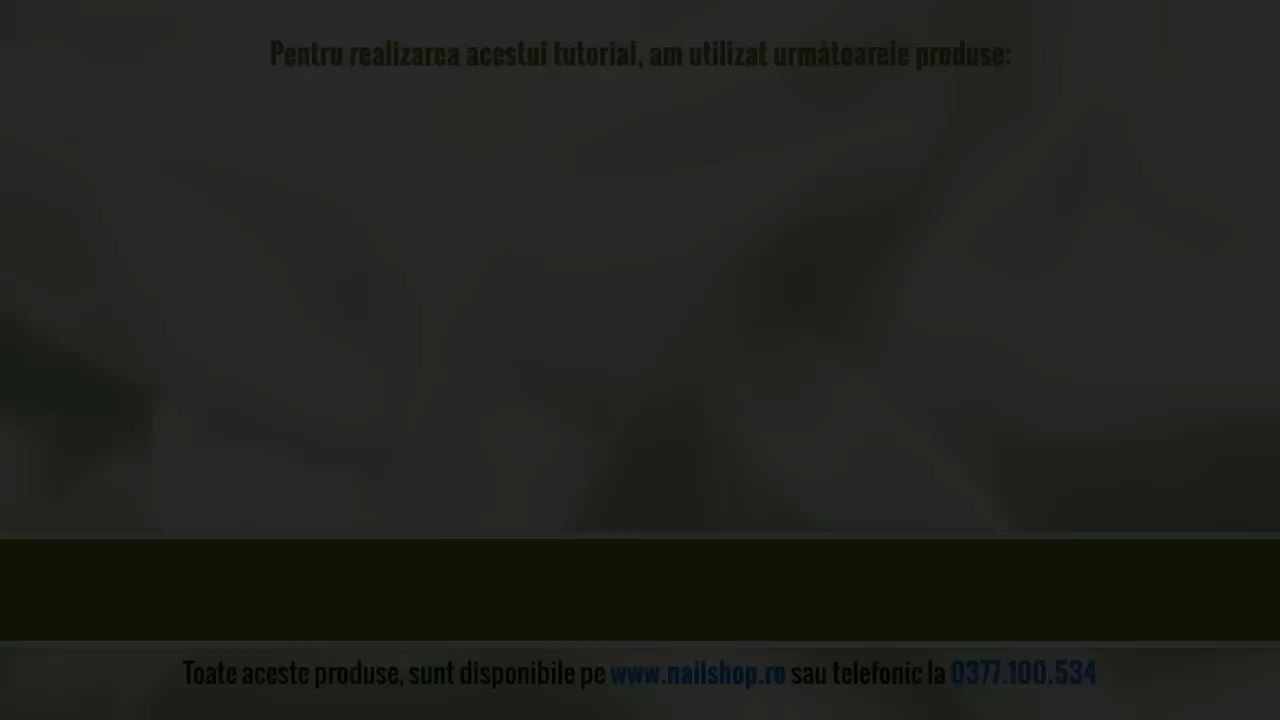 Pentru realizarea acestui tutorial, am utilizat următoarele produse:
Toate aceste produse, sunt disponibile pe www.nailshop.ro sau telefonic la 0377.100.534